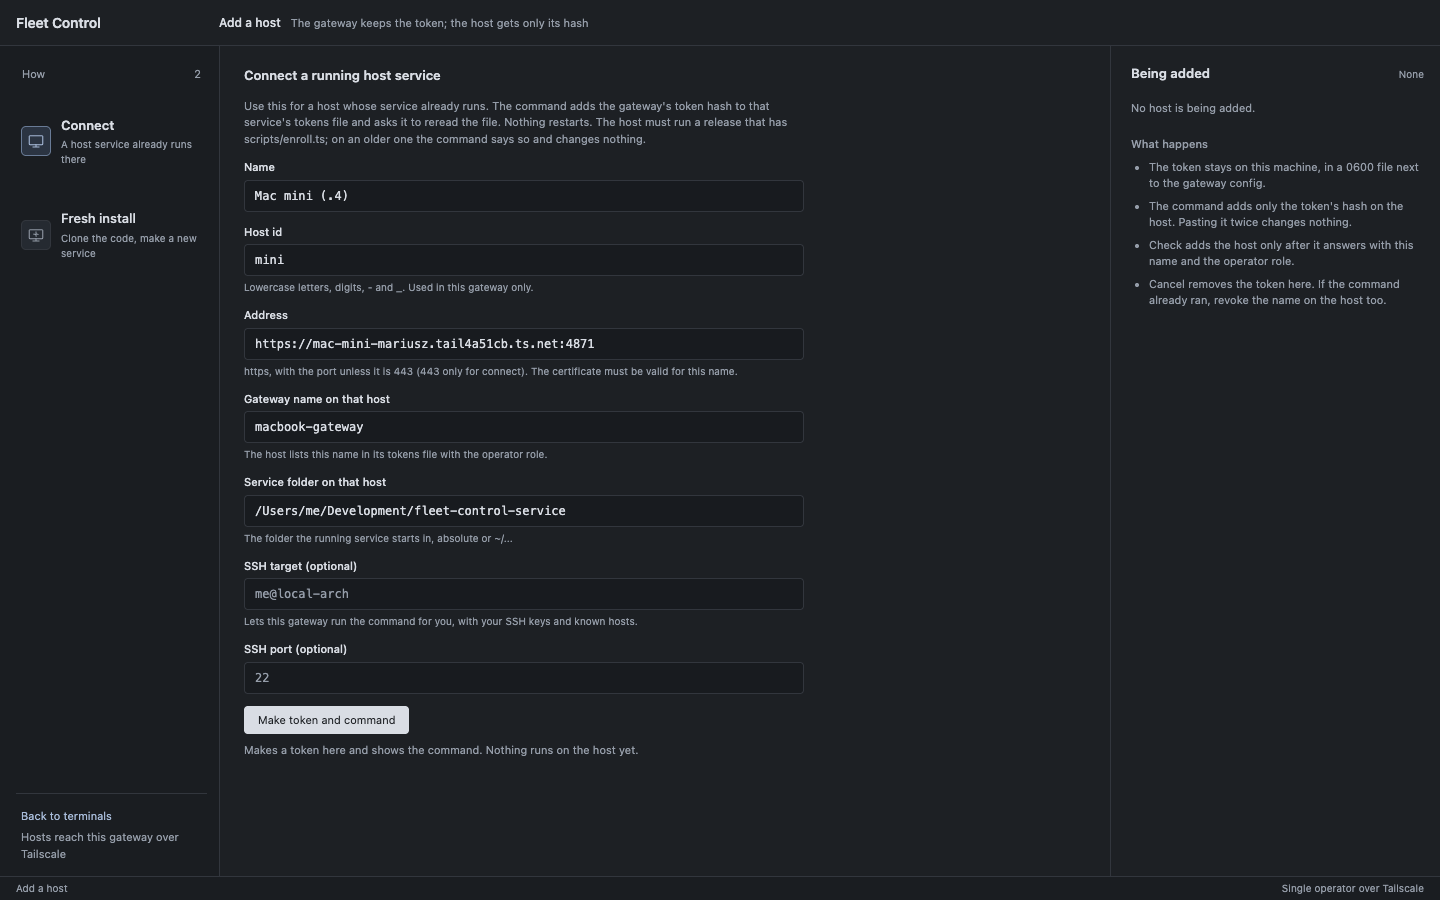 Fleet Control
Add a host The gateway keeps the token; the host gets only its hash
How 2
Connect
A host service already runs
there
Fresh install
Clone the code, make a new
service
Back to terminals
Hosts reach this gateway over
Tailscale
Connect a running host service
Use this for a host whose service already runs. The command adds the gateway's token hash to that
service's tokens file and asks it to reread the file. Nothing restarts. The host must run a release that has
scripts/enroll.ts; on an older one the command says so and changes nothing.
Name
Mac mini (.4)
Host id
mini
Lowercase letters, digits, - and _. Used in this gateway only.
Address
https://mac-mini-mariusz.tail4a51cb.ts.net:4871
https, with the port unless it is 443 (443 only for connect). The certificate must be valid for this name.
Gateway name on that host
macbook-gateway
The host lists this name in its tokens file with the operator role.
Service folder on that host
/Users/me/Development/fleet-control-service
The folder the running service starts in, absolute or ~/...
SSH target (optional)
me@local-arch
Lets this gateway run the command for you, with your SSH keys and known hosts.
SSH port (optional)
22
Make token and command
Makes a token here and shows the command. Nothing runs on the host yet.
Being added None
No host is being added.
What happens
• The token stays on this machine, in a 0600 file next
to the gateway config.
• The command adds only the token's hash on the
host. Pasting it twice changes nothing.
• Check adds the host only after it answers with this
name and the operator role.
• Cancel removes the token here. If the command
already ran, revoke the name on the host too.
Add a host
Single operator over Tailscale